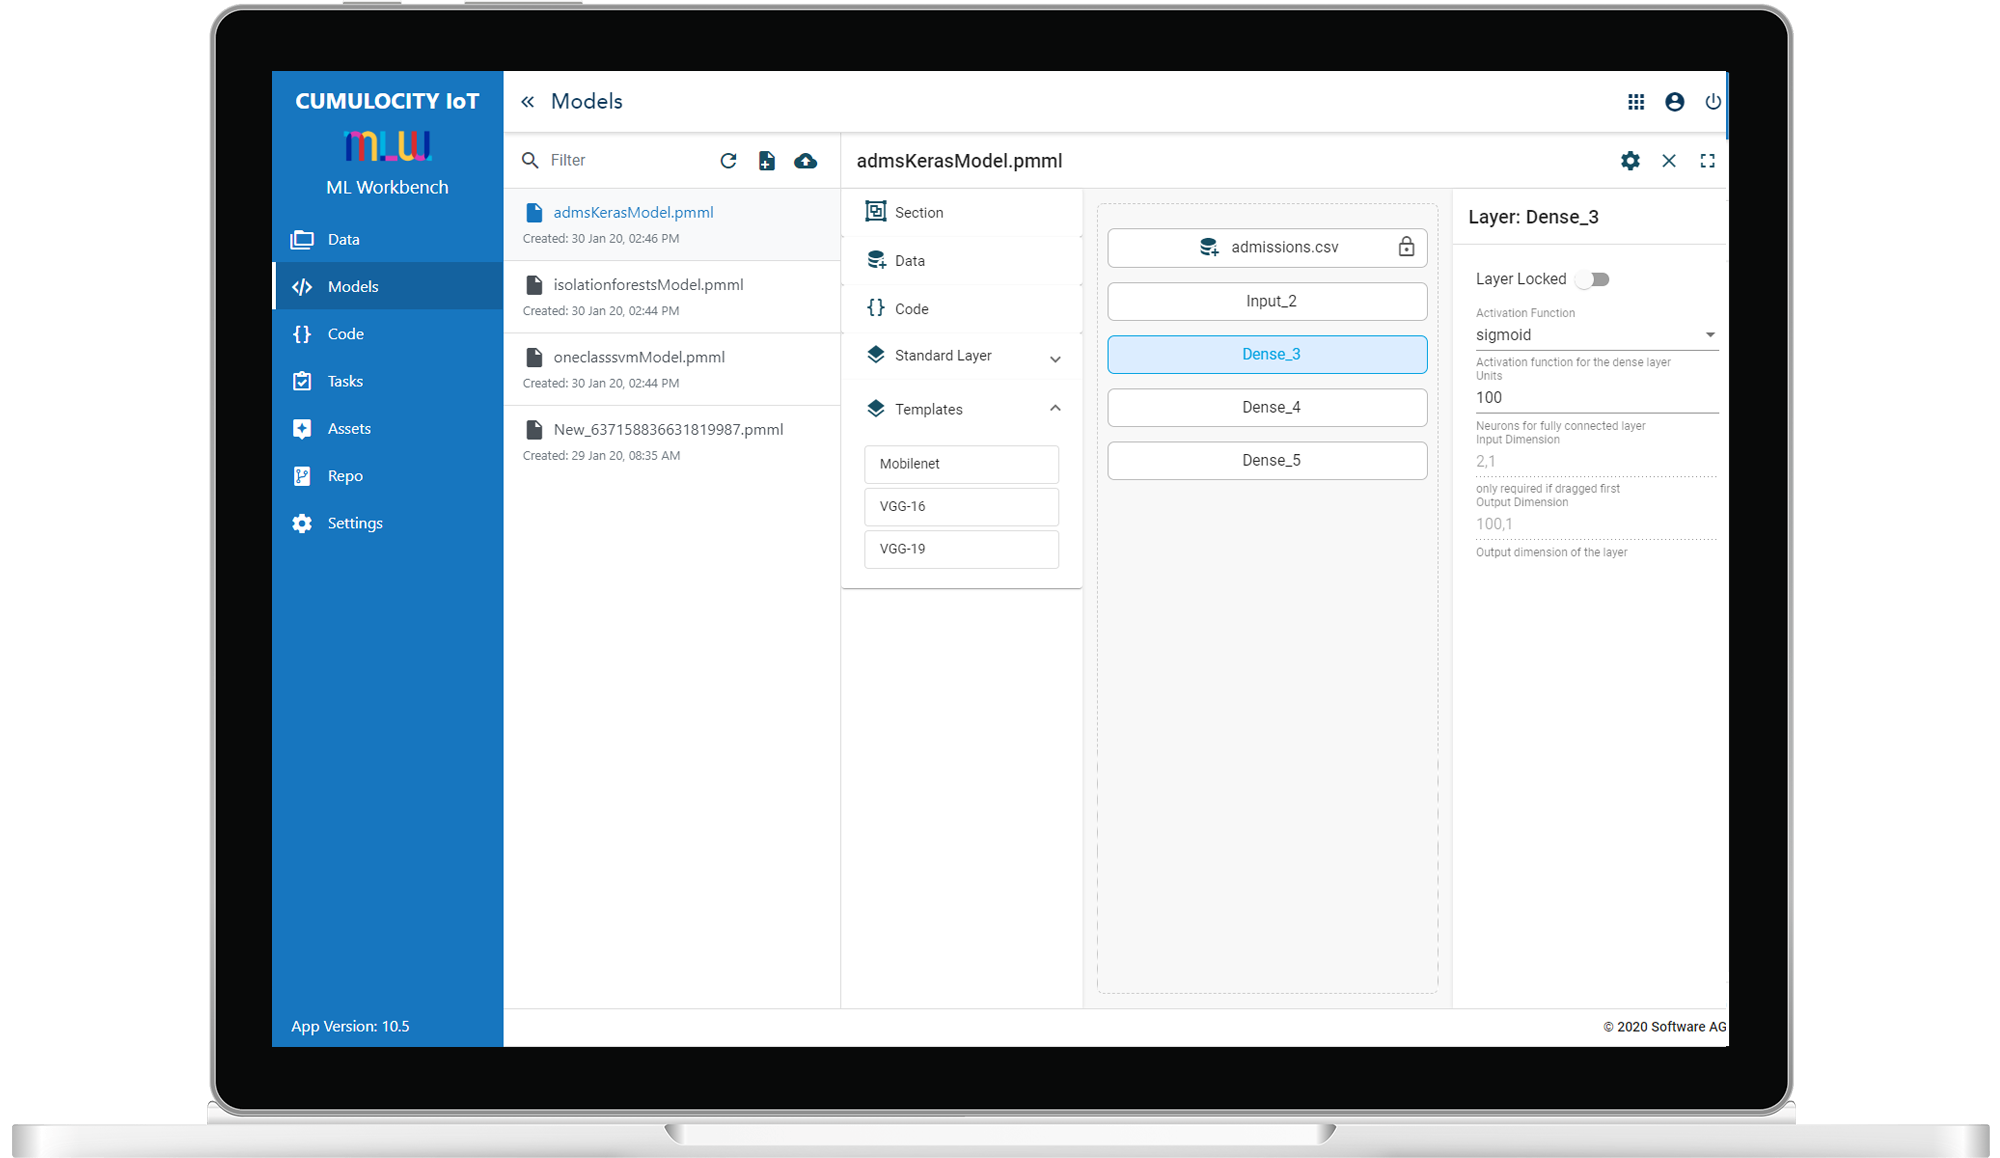 CUMULOCITY IoT
MLW
ML Workbench
Data
Models
Code
Tasks
Assets
Repo
Settings
App Version: 10.5
Models
Filter
admsKerasModel.pmml
Created: 30 Jan 20, 02:46 PM
isolationforestsModel.pmml
Created: 30 Jan 20, 02:44 PM
oneclasssvmModel.pmml
Created: 30 Jan 20, 02:44 PM
New_637158836631819987.pmml
Created: 29 Jan 20, 08:35 AM
admsKerasModel.pmml
Section
Data
Code
Standard Layer
Templates
Mobilenet
VGG-16
VGG-19
admissions.csv
Input_2
Dense_3
Dense_4
Dense_5
Layer: Dense_3
Layer Locked
Activation Function
sigmoid
Activation function for the dense layer
Units
100
Neurons for fully connected layer
Input Dimension
2,1
only required if dragged first
Output Dimension
100,1
Output dimension of the layer
© 2020 Software AG